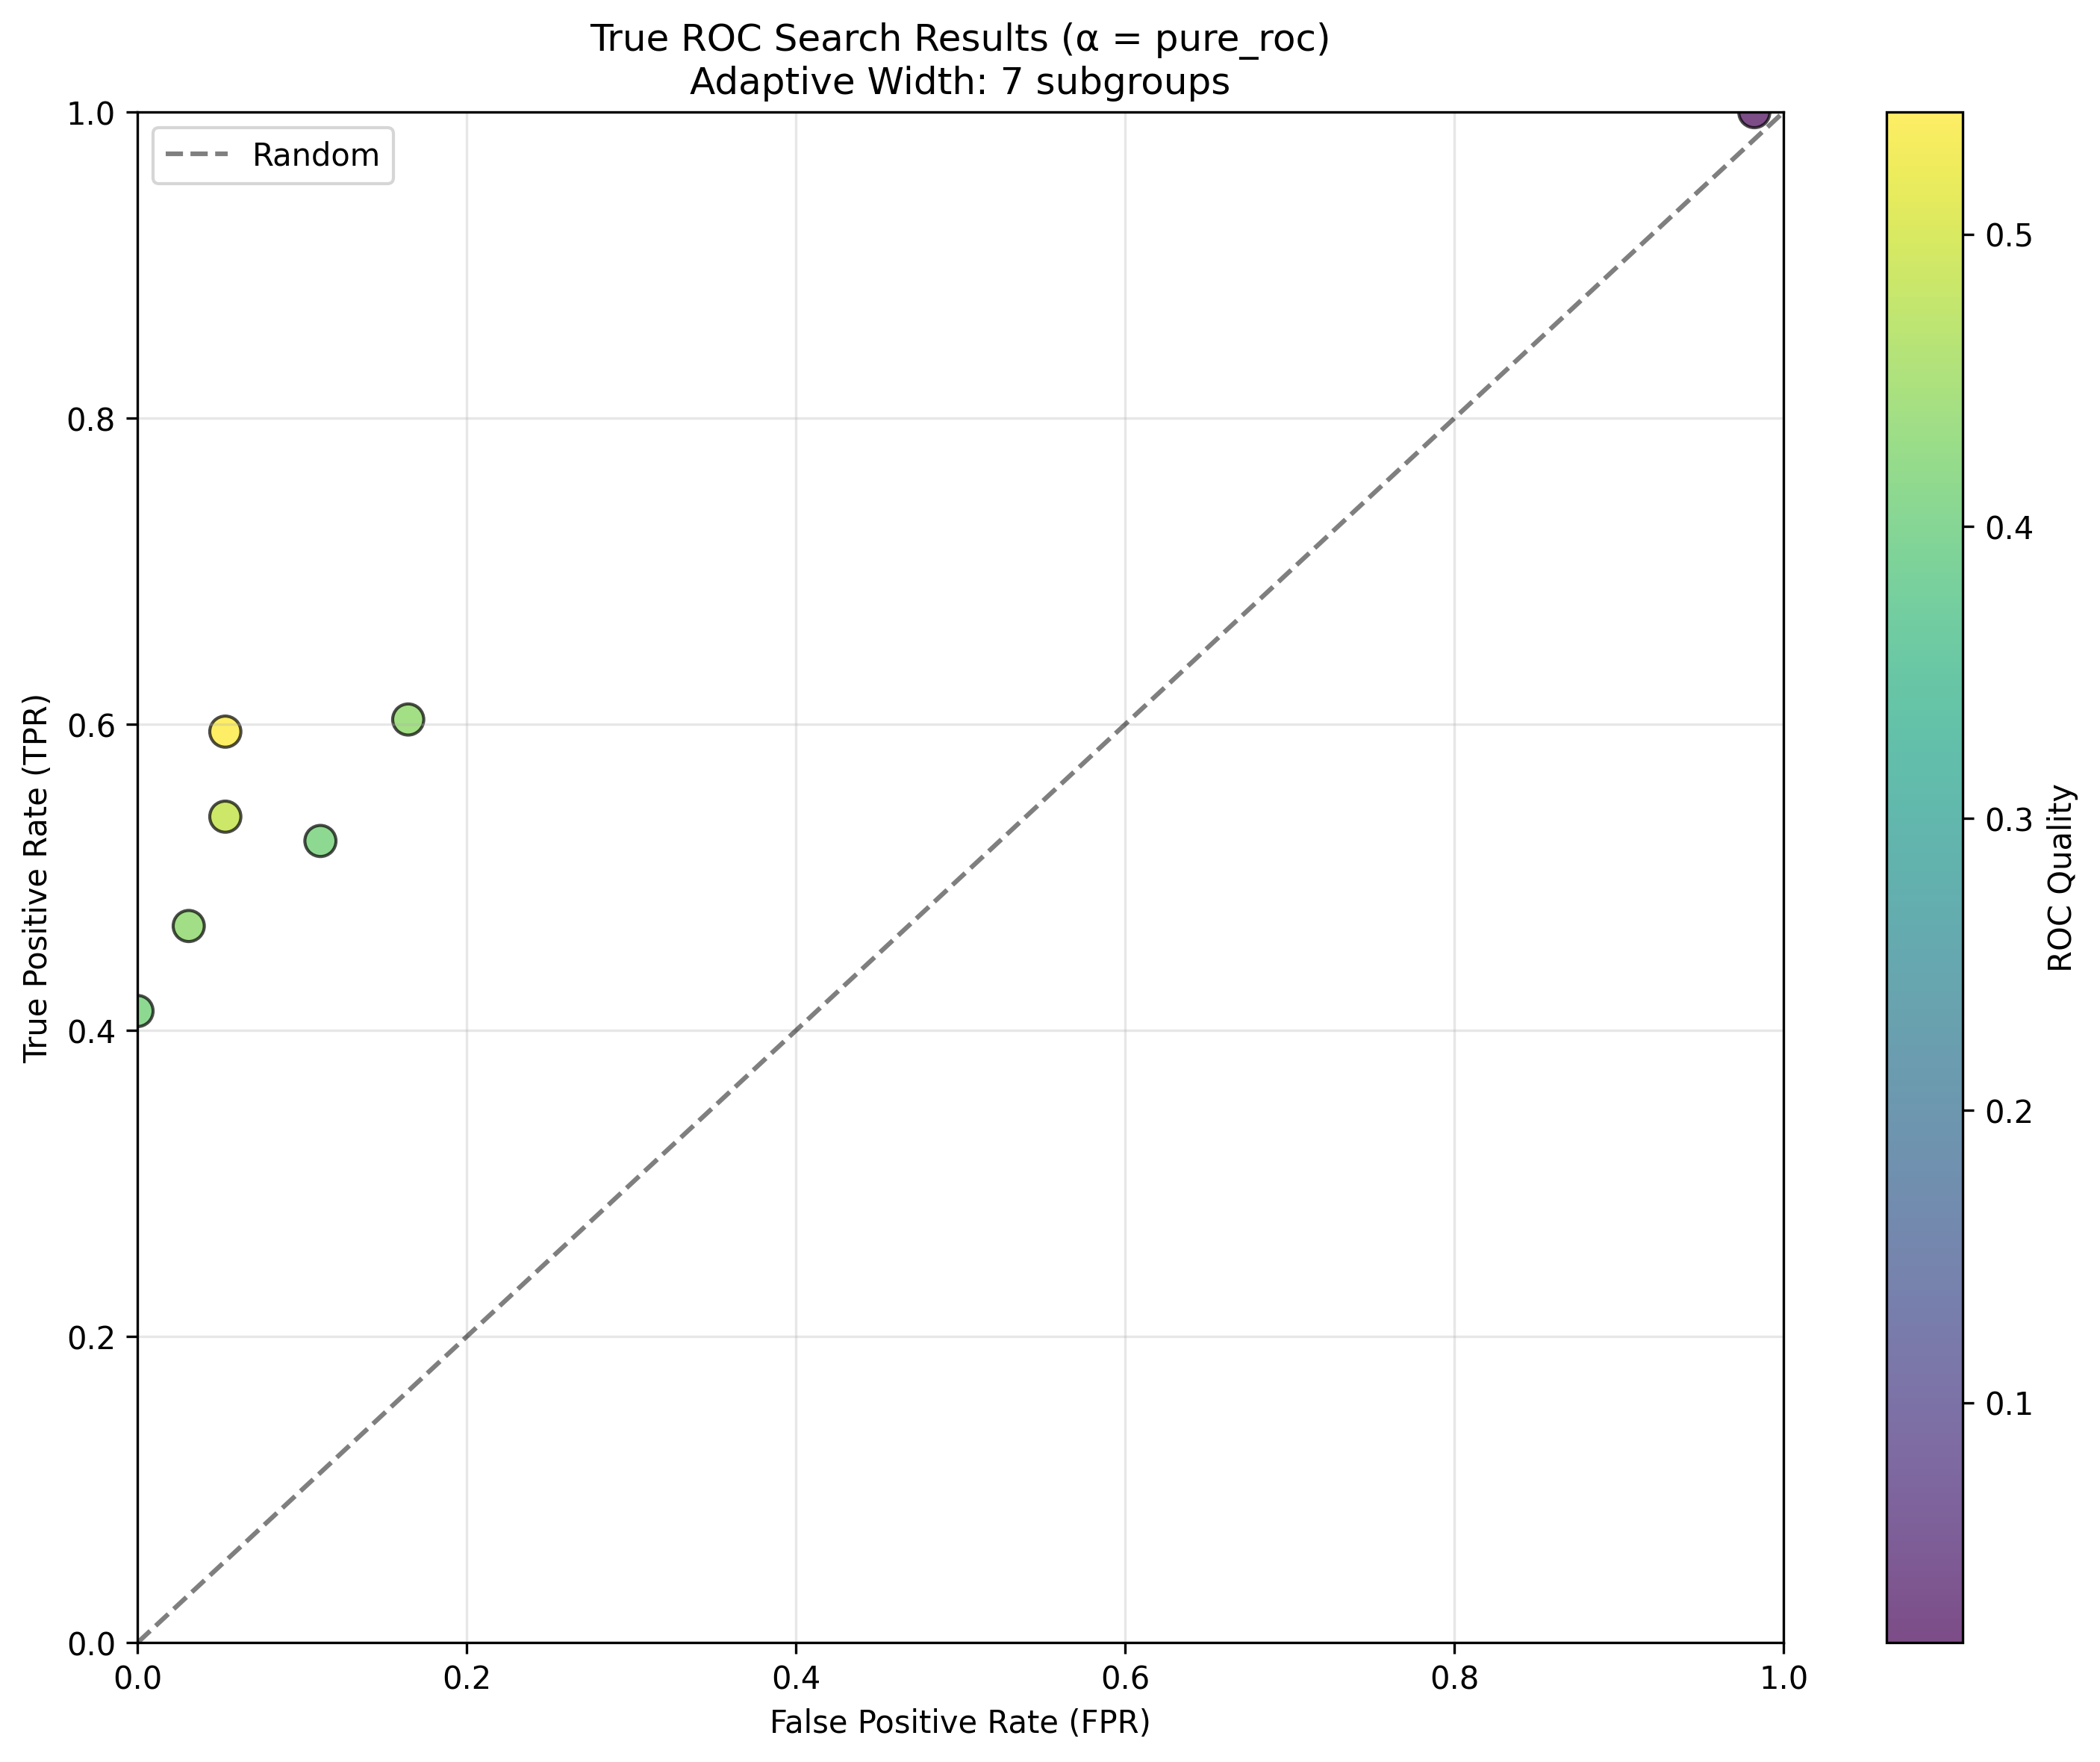 True ROC Search Results (α = pure_roc)
Adaptive Width: 7 subgroups
Random
True Positive Rate (TPR)
1.0
0.8
0.6
0.4
0.2
0.0
0.0 0.2 0.4 0.6 0.8 1.0
False Positive Rate (FPR)
0.5
0.4
0.3
0.2
0.1
ROC Quality